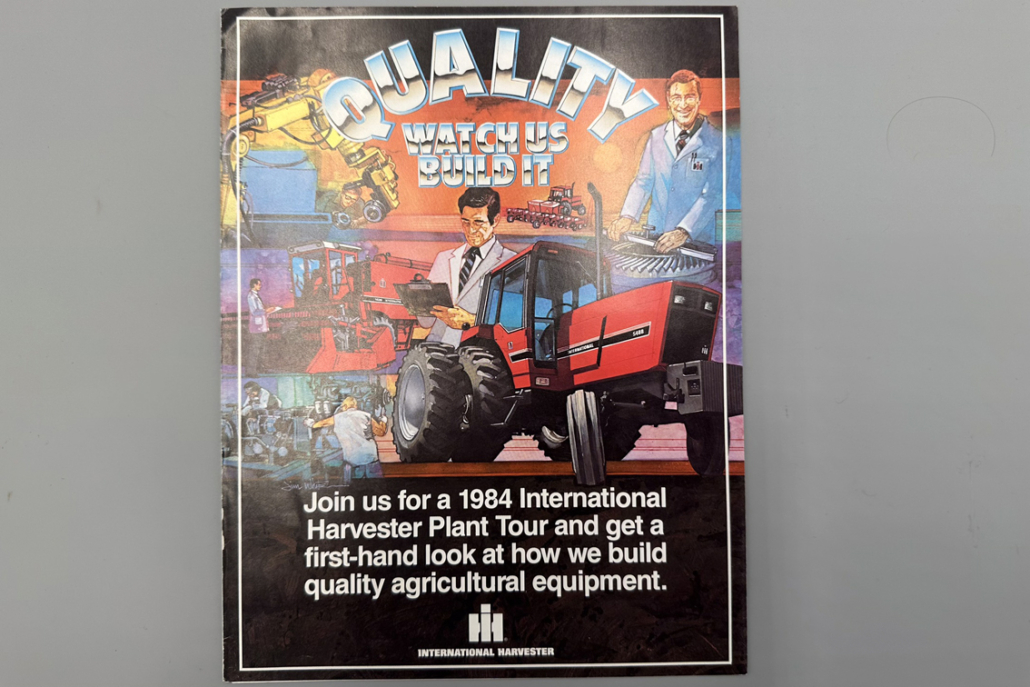 QUALITY
WATCH US
BUILD IT
INTERNATIONAL 5488
Join us for a 1984 International
Harvester Plant Tour and get a
first-hand look at how we build
quality agricultural equipment.
INTERNATIONAL HARVESTER